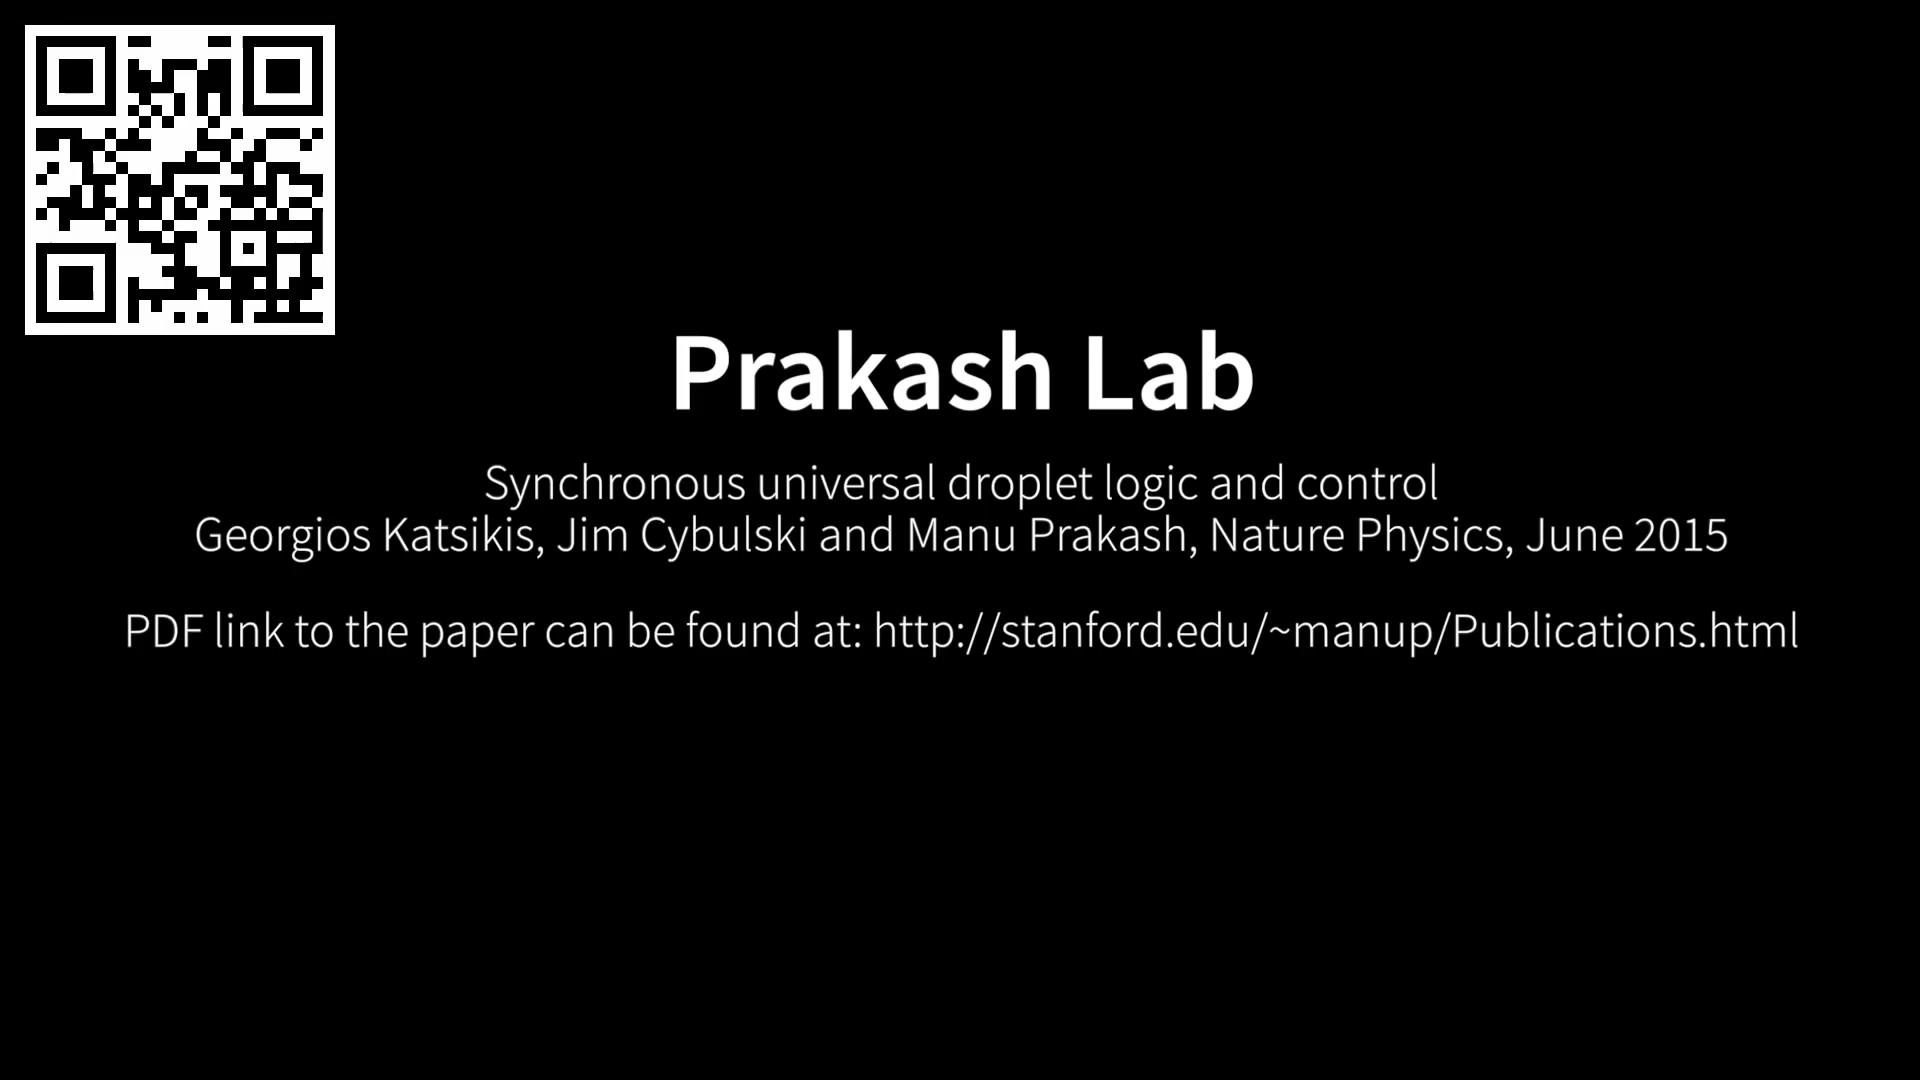 Prakash Lab
Synchronous universal droplet logic and control
Georgios Katsikis, Jim Cybulski and Manu Prakash, Nature Physics, June 2015
PDF link to the paper can be found at: http://stanford.edu/~manup/Publications.html